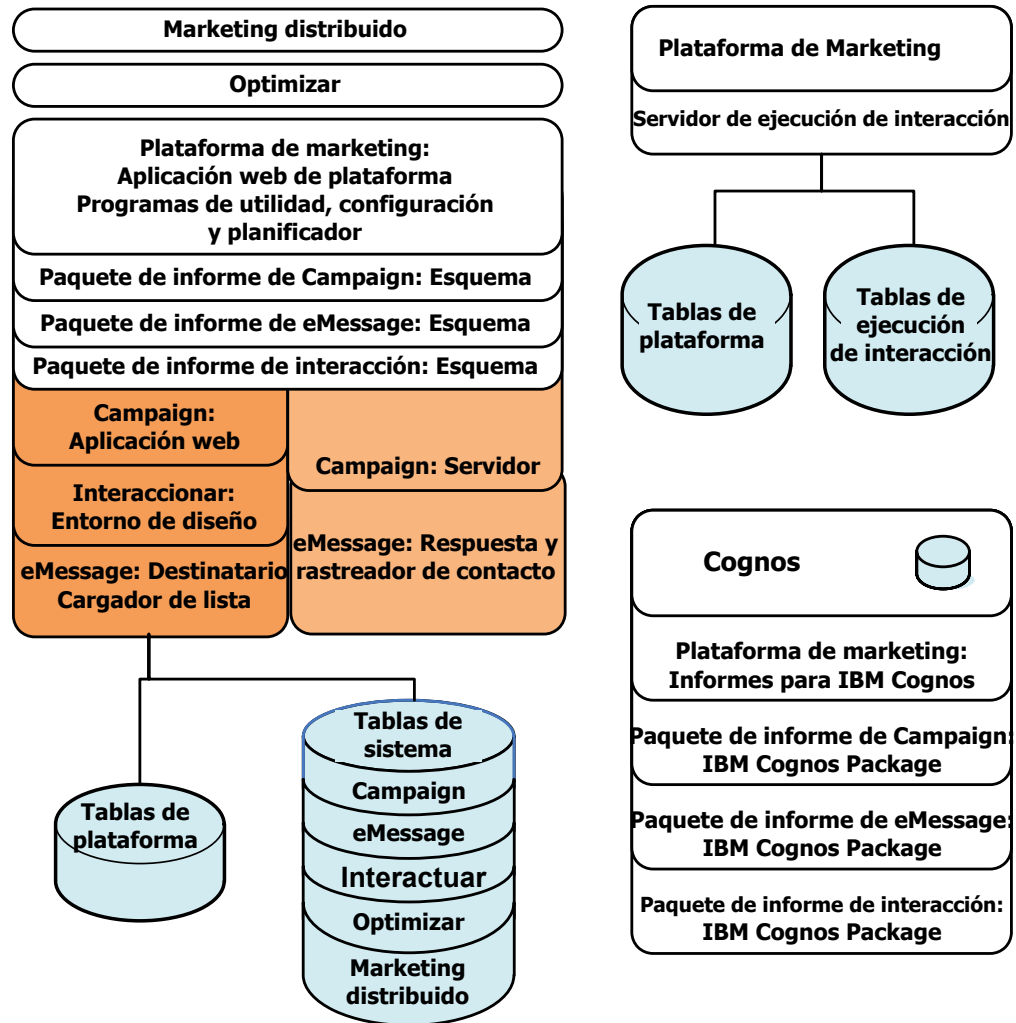 Marketing distribuido
Optimizar
Plataforma de marketing:
Aplicación web de plataforma
Programas de utilidad, configuración
y planificador
Paquete de informe de Campaign: Esquema
Paquete de informe de eMessage: Esquema
Paquete de informe de interacción: Esquema
Campaign:
Aplicación web
Campaign: Servidor
Interaccionar:
Entorno de diseño
eMessage: Destinatario
Cargador de lista
eMessage: Respuesta y
rastreador de contacto
Tablas de
plataforma
Tablas de
sistema
Campaign
eMessage
Interactuar
Optimizar
Marketing
distribuido
Plataforma de Marketing
Servidor de ejecución de interacción
Tablas de
plataforma
Tablas de
ejecución
de interacción
Cognos
Plataforma de marketing:
Informes para IBM Cognos
Paquete de informe de Campaign:
IBM Cognos Package
Paquete de informe de eMessage:
IBM Cognos Package
Paquete de informe de interacción:
IBM Cognos Package